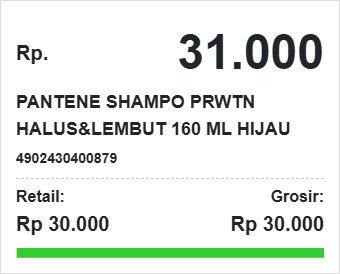 Rp. 31.000
PANTENE SHAMPO PRWTN
HALUS&LEMBUT 160 ML HIJAU
4902430400879
Retail: Grosir:
Rp 30.000 Rp 30.000